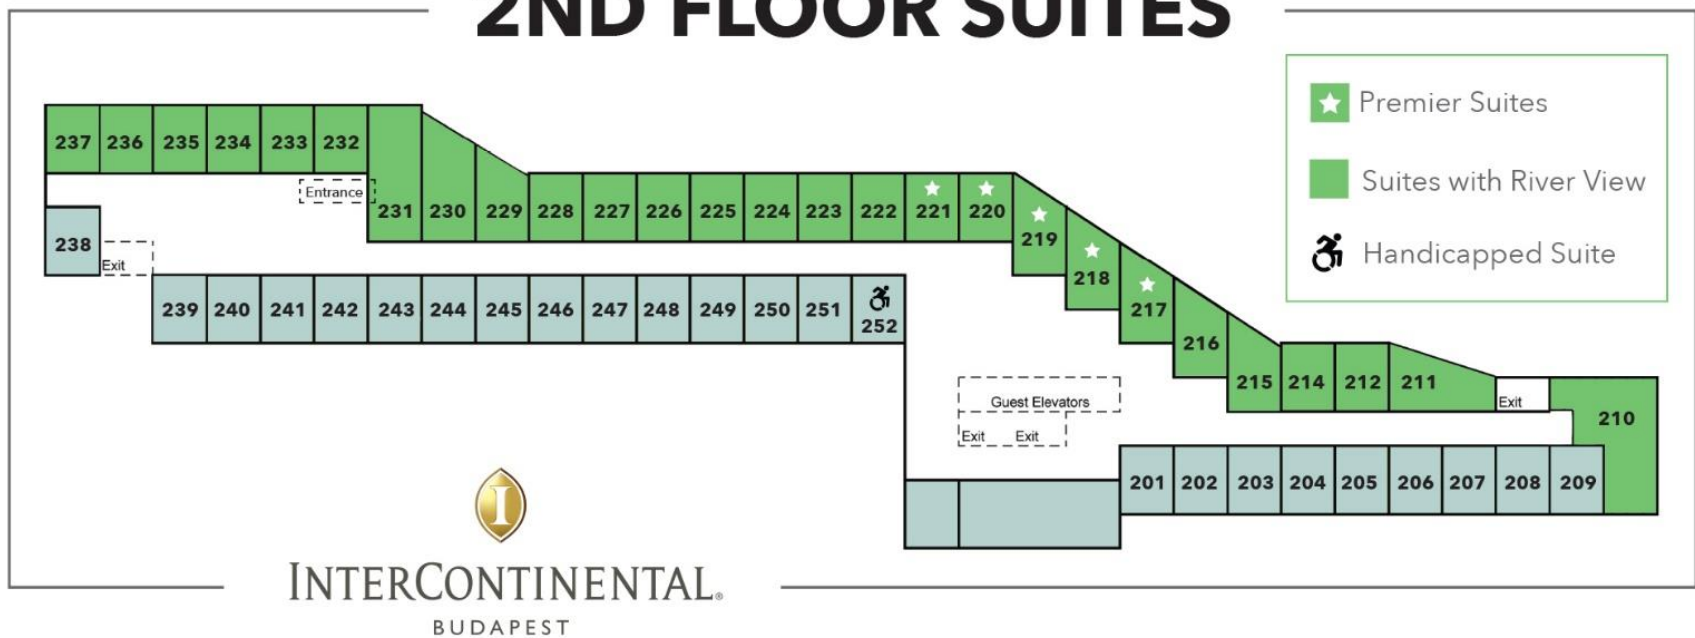 2ND FLOOR SUITES
Premier Suites
Suites with River View
Handicapped Suite
237 236 235 234 233 232
Entrance
231 230 229 228 227 226 225 224 223 222 221 220
219
218
217
216
215 214 212 211
Exit
210
238
Exit
239 240 241 242 243 244 245 246 247 248 249 250 251 252
Guest Elevators
Exit Exit
201 202 203 204 205 206 207 208 209
I
INTERCONTINENTAL®
BUDAPEST